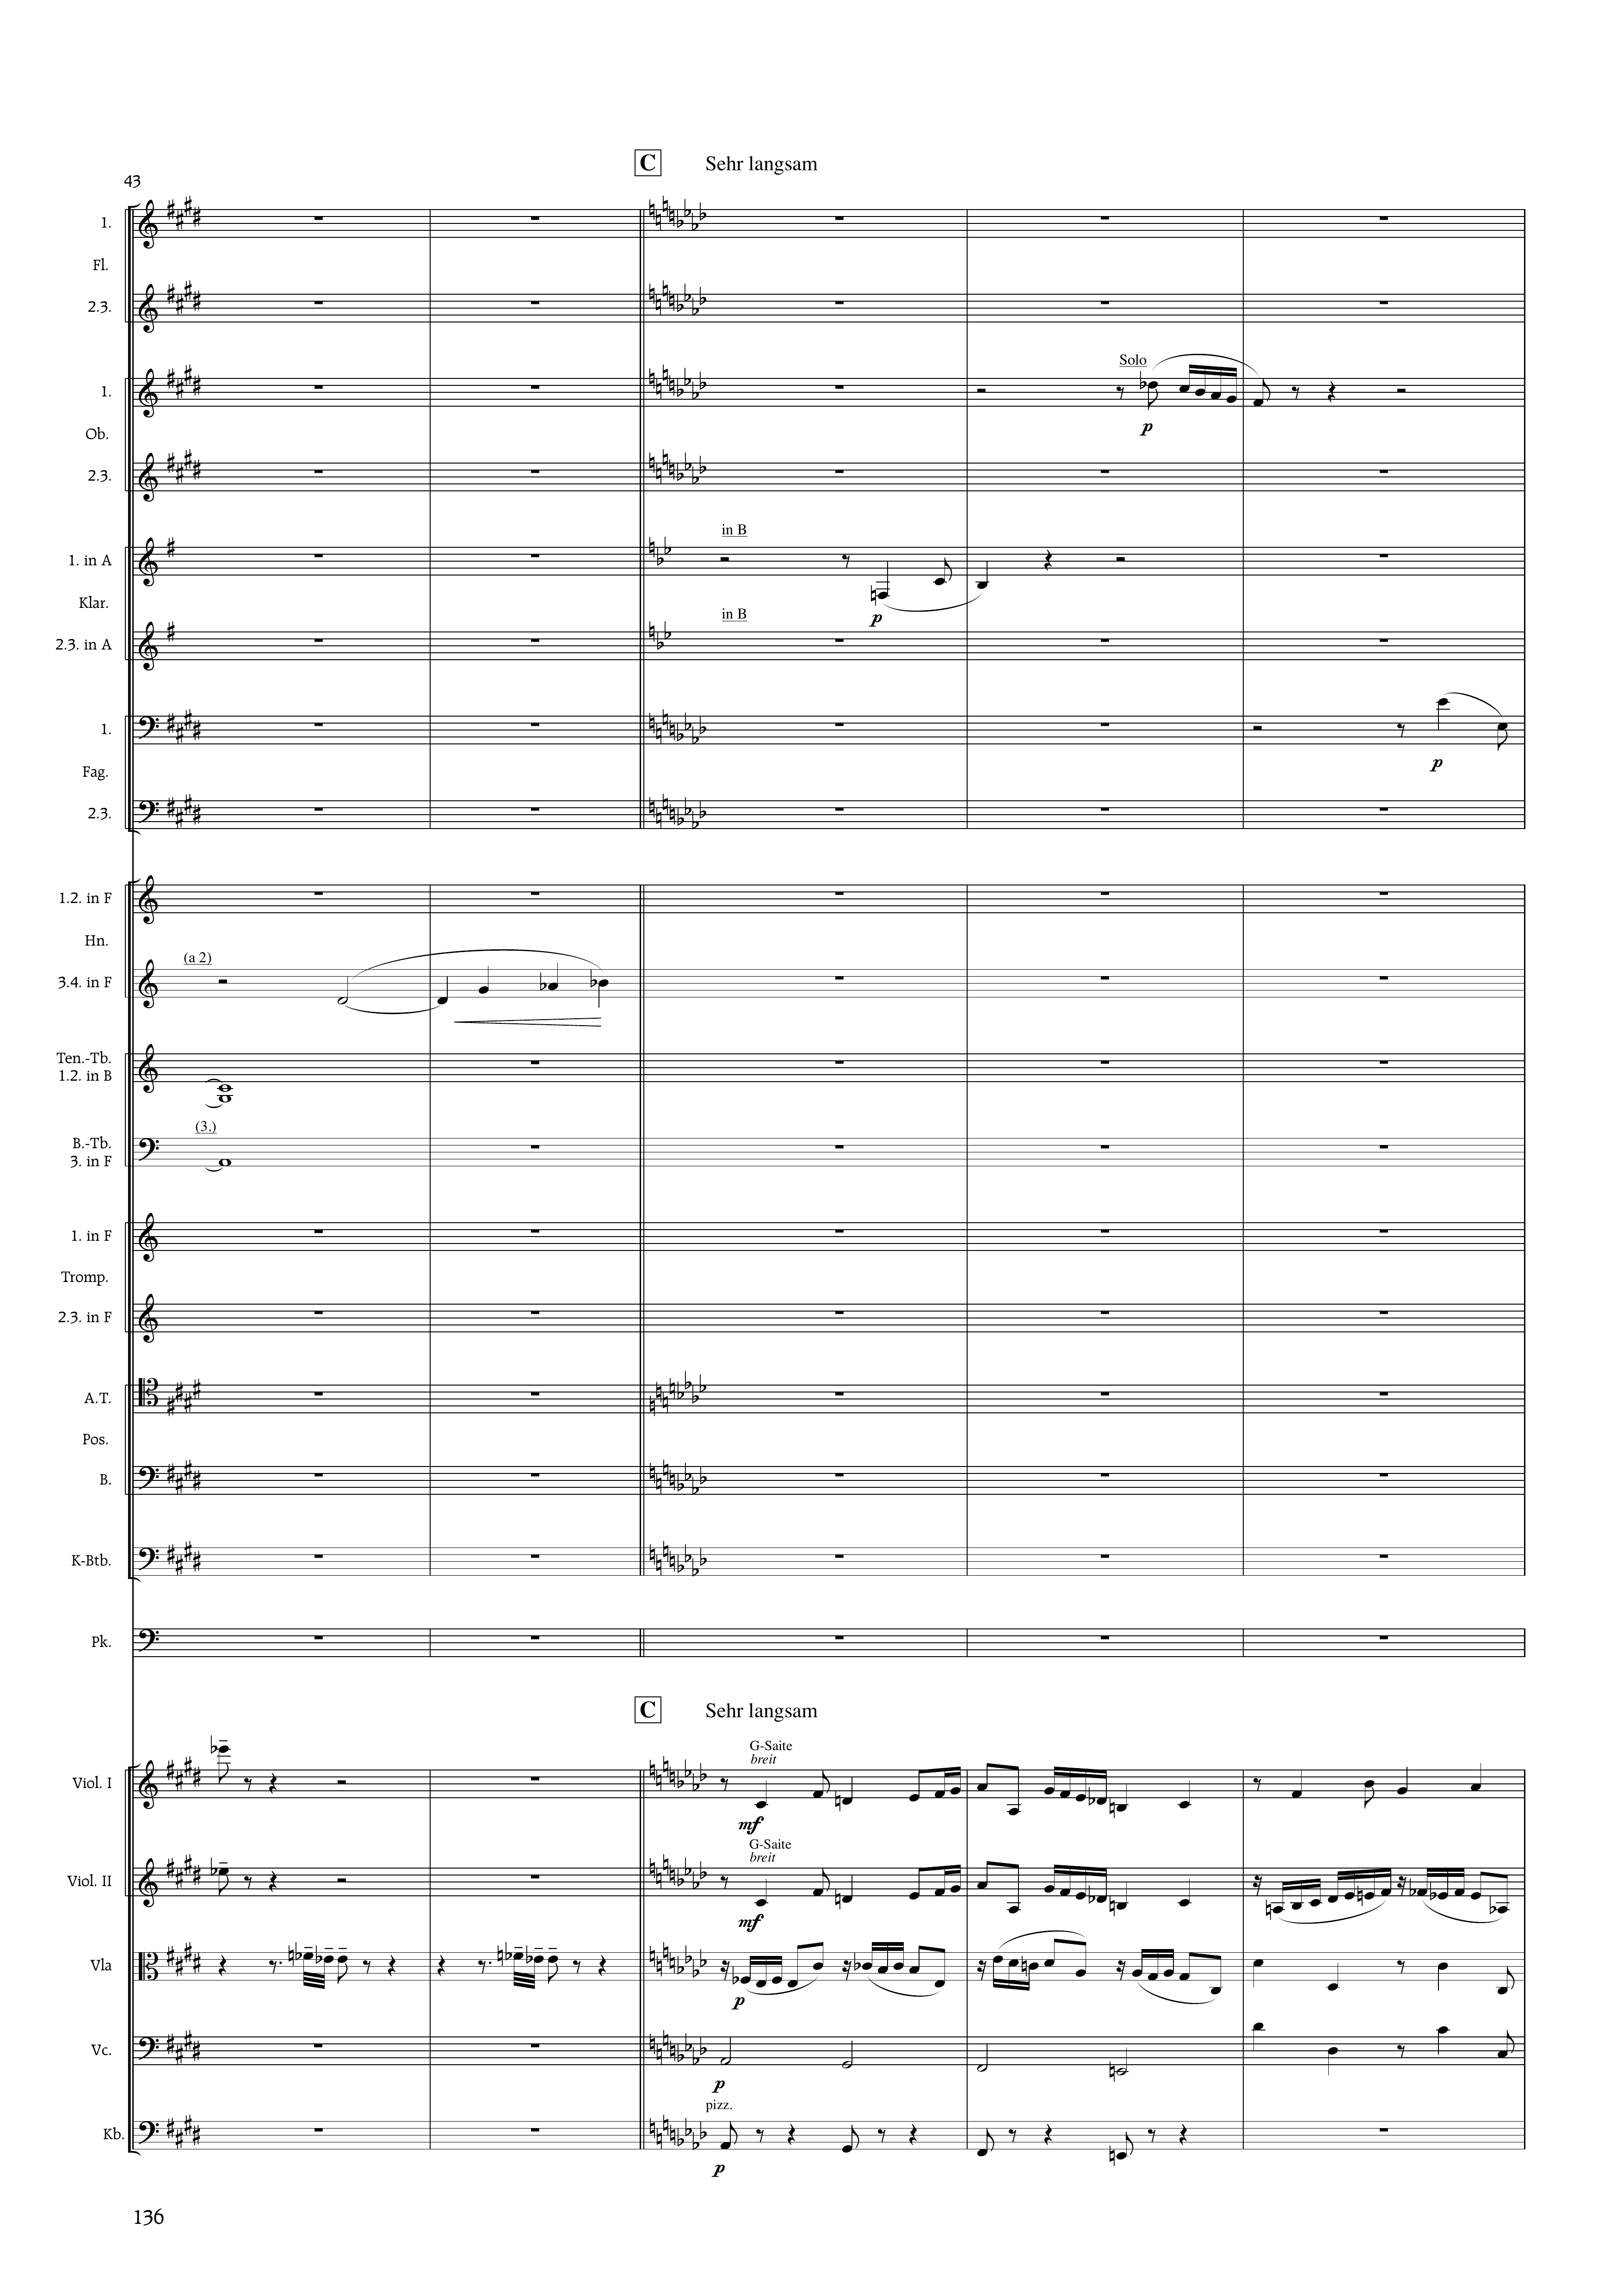 C Sehr langsam
43
1.
Fl.
2.3.
Solo
1.
p
Ob.
2.3.
in B
1. in A
Klar.
p
in B
2.3. in A
1.
p
Fag.
2.3.
1.2. in F
Hn.
(a 2)
3.4. in F
Ten.-Tb.
1.2. in B
(3.)
B.-Tb.
3. in F
1. in F
Tromp.
2.3. in F
A.T.
Pos.
B.
K-Btb.
Pk.
C Sehr langsam
G-Saite
breit
Viol. I
mf
G-Saite
breit
Viol. II
mf
Vla
p
Vc.
p
pizz.
Kb.
p
136